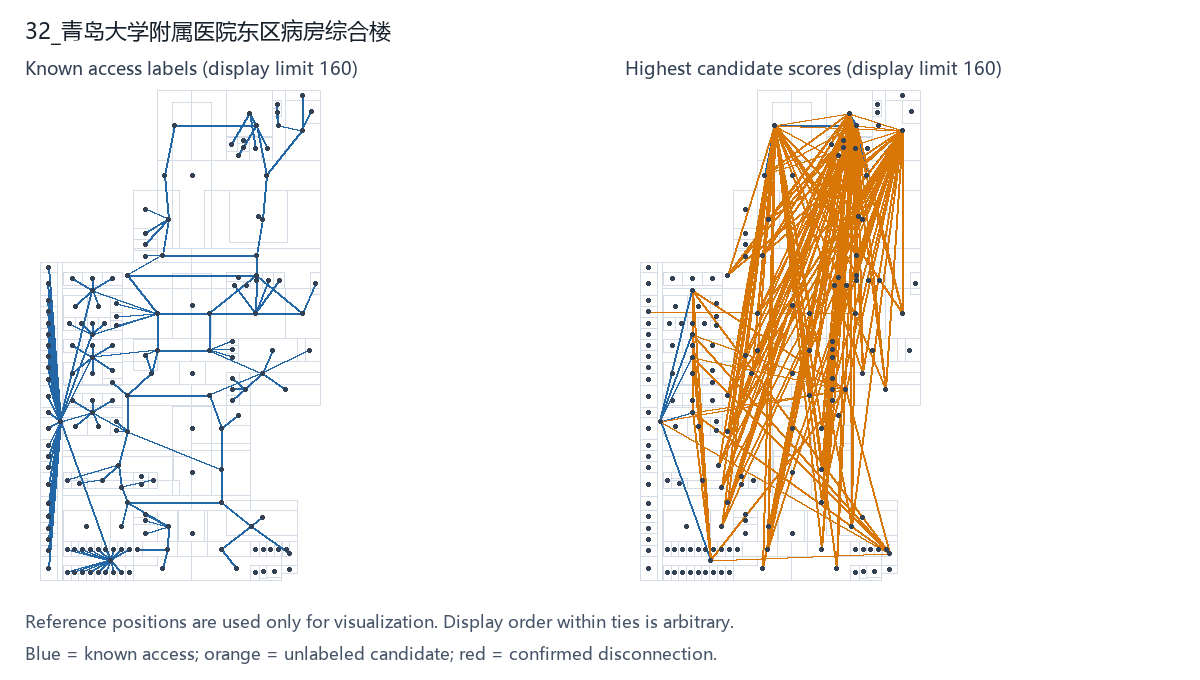 32_青岛大学附属医院东区病房综合楼
Known access labels (display limit 160)
Highest candidate scores (display limit 160)
Reference positions are used only for visualization. Display order within ties is arbitrary.
Blue = known access; orange = unlabeled candidate; red = confirmed disconnection.